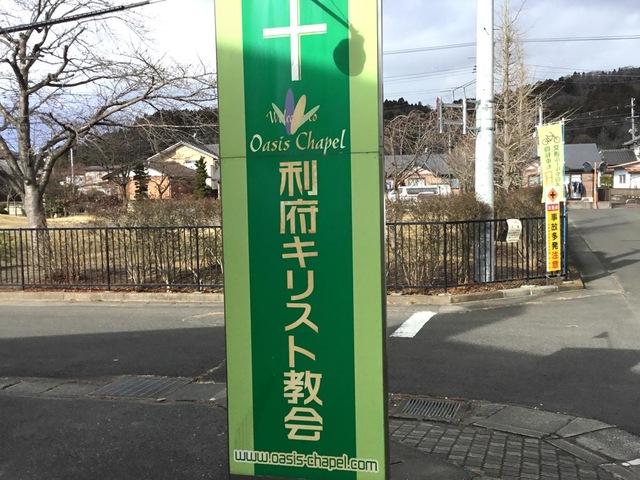 Welcome to
Oasis Chapel
利府キリスト教会
www.oasis-chapel.com
事故多発注意